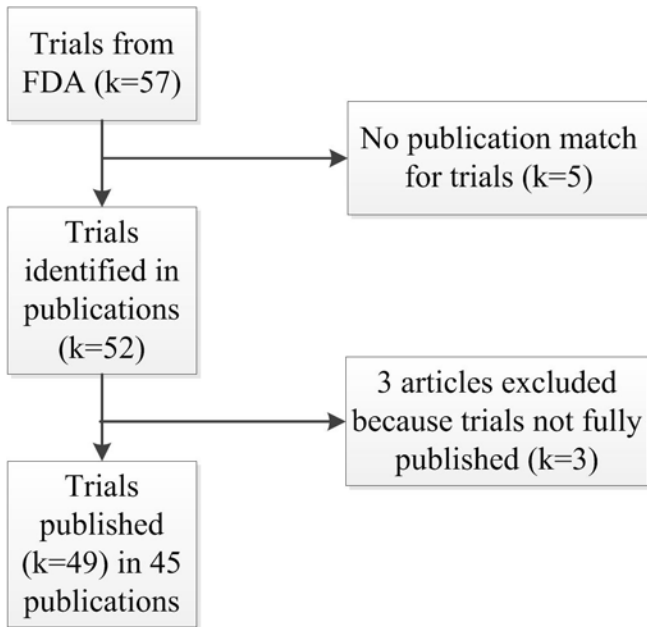 Trials from
FDA (k=57)
No publication match
for trials (k=5)
Trials
identified in
publications
(k=52)
3 articles excluded
because trials not fully
published (k=3)
Trials
published
(k=49) in 45
publications